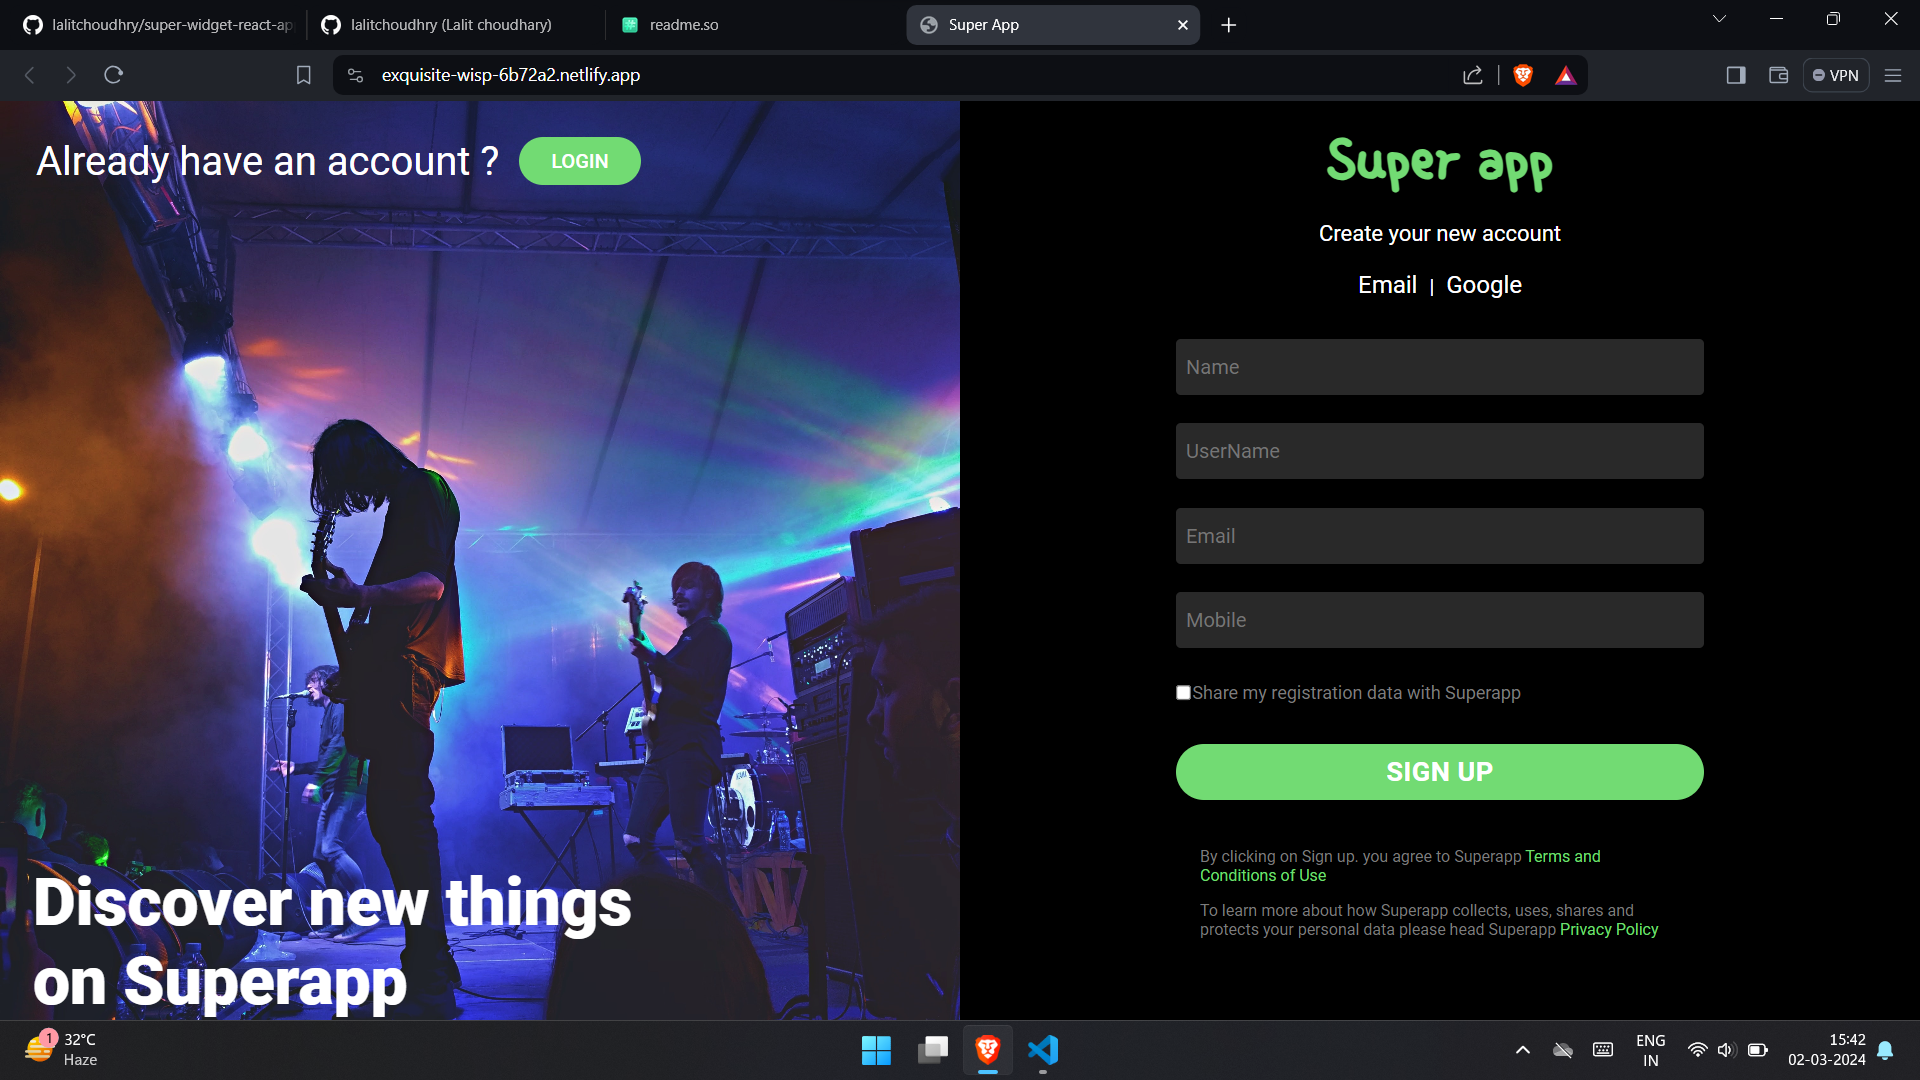 lalitchoudhry/super-widget-react-ap
lalitchoudhry (Lalit choudhary)
readme.so
Super App
exquisite-wisp-6b72a2.netlify.app
VPN
Already have an account ?
LOGIN
Discover new things
on Superapp
Super app
Create your new account
Email | Google
Name
UserName
Email
Mobile
Share my registration data with Superapp
SIGN UP
By clicking on Sign up. you agree to Superapp Terms and
Conditions of Use
To learn more about how Superapp collects, uses, shares and
protects your personal data please head Superapp Privacy Policy
1
32°C
Haze
ENG
IN
15:42
02-03-2024